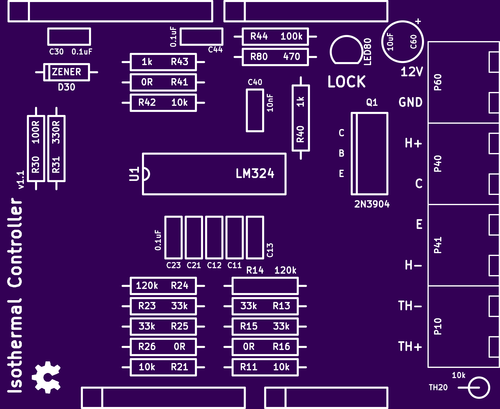 C30 0.1uF
0.1uF
C44
R44 100k
R80 470
10uF
C60
+
LED80
LOCK
ZENER
D30
1k R43
0R R41
R42 10k
C40
10nF
R40 1k
Q1
C
B
E
2N3904
12V
GND
P60
H+
C
P40
E
H-
P41
TH-
TH+
P10
R30 100R
R31 330R
v1.1
U1
LM324
0.1uF
C23 C21 C12 C11 C13
R14 120k
120k R24
R23 33k
33k R25
R26 0R
10k R21
33k R13
R15 33k
0R R16
R11 10k
Isothermal Controller
10k
TH20